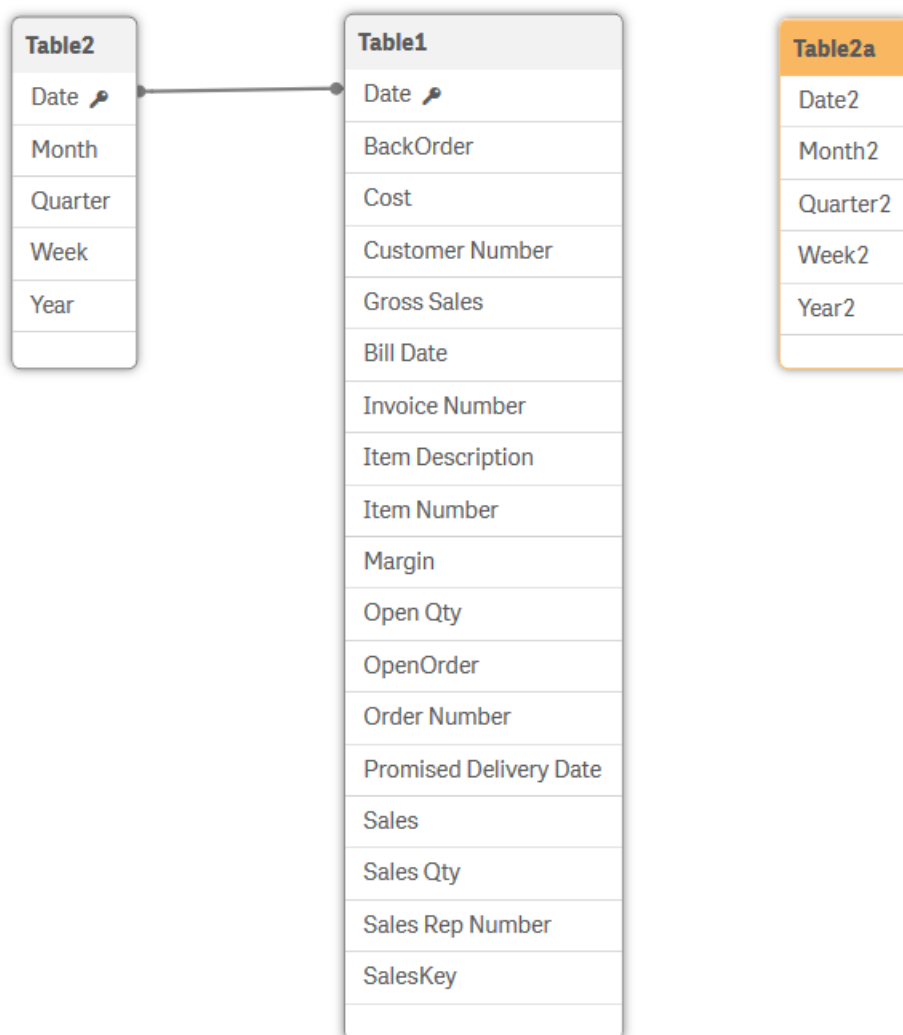 Table2
Date
Month
Quarter
Week
Year
Table1
Date
BackOrder
Cost
Customer Number
Gross Sales
Bill Date
Invoice Number
Item Description
Item Number
Margin
Open Qty
OpenOrder
Order Number
Promised Delivery Date
Sales
Sales Qty
Sales Rep Number
SalesKey
Table2a
Date2
Month2
Quarter2
Week2
Year2